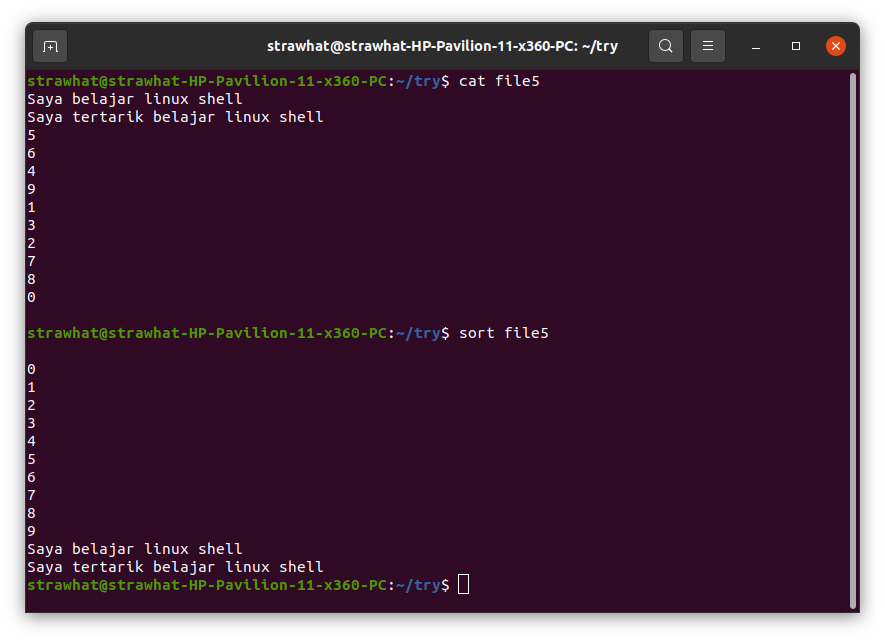 strawhat@strawhat-HP-Pavilion-11-x360-PC: ~/try
strawhat@strawhat-HP-Pavilion-11-x360-PC:~/try$ cat file5
Saya belajar linux shell
Saya tertarik belajar linux shell
5
6
4
9
1
3
2
7
8
0

strawhat@strawhat-HP-Pavilion-11-x360-PC:~/try$ sort file5

0
1
2
3
4
5
6
7
8
9
Saya belajar linux shell
Saya tertarik belajar linux shell
strawhat@strawhat-HP-Pavilion-11-x360-PC:~/try$